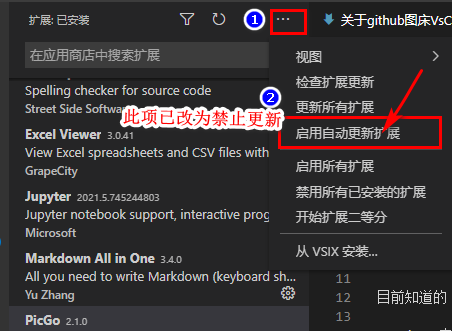 扩展: 已安装
1
···
关于github图床VsC
在应用商店中搜索扩展
视图
检查扩展更新
更新所有扩展
启用自动更新扩展
启用所有扩展
禁用所有已安装的扩展
开始扩展二等分
从 VSIX 安装...
2
此项已改为禁止更新
Spelling checker for source code
Street Side Software
Excel Viewer 3.0.41
View Excel spreadsheets and CSV files with
GrapeCity
Jupyter 2021.5.745244803
Jupyter notebook support, interactive prog
Microsoft
Markdown All in One 3.4.0
All you need to write Markdown (keyboard sh...
Yu Zhang
PicGo 2.1.0
11
12 目前知道的
13